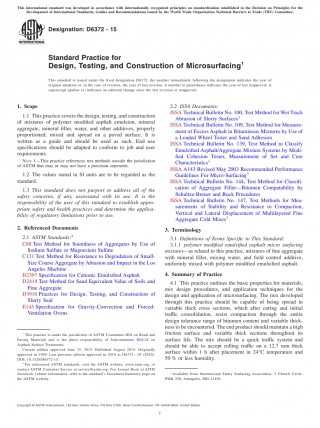 This international standard was developed in accordance with internationally recognized principles on standardization established in the Decision on Principles for the
Development of International Standards, Guides and Recommendations issued by the World Trade Organization Technical Barriers to Trade (TBT) Committee.
Designation: D6372 − 15
Standard Practice for
Design, Testing, and Construction of Microsurfacing1
This standard is issued under the fixed designation D6372; the number immediately following the designation indicates the year of
original adoption or, in the case of revision, the year of last revision. A number in parentheses indicates the year of last reapproval. A
superscript epsilon (ε) indicates an editorial change since the last revision or reapproval.
1. Scope
1.1 This practice covers the design, testing, and construction
of mixtures of polymer modified asphalt emulsion, mineral
aggregate, mineral filler, water, and other additives, properly
proportioned, mixed and spread on a paved surface. It is
written as a guide and should be used as such. End use
specifications should be adapted to conform to job and user
requirements.
NOTE 1—This practice references test methods outside the jurisdiction
of ASTM that may or may not have a precision statement.
1.2 The values stated in SI units are to be regarded as the
standard.
1.3 This standard does not purport to address all of the
safety concerns, if any, associated with its use. It is the
responsibility of the user of this standard to establish appro-
priate safety and health practices and determine the applica-
bility of regulatory limitations prior to use.
2. Referenced Documents
2.1 ASTM Standards:2
C88 Test Method for Soundness of Aggregates by Use of
Sodium Sulfate or Magnesium Sulfate
C131 Test Method for Resistance to Degradation of Small-
Size Coarse Aggregate by Abrasion and Impact in the Los
Angeles Machine
D2397 Specification for Cationic Emulsified Asphalt
D2419 Test Method for Sand Equivalent Value of Soils and
Fine Aggregate
D3910 Practices for Design, Testing, and Construction of
Slurry Seal
E145 Specification for Gravity-Convection and Forced-
Ventilation Ovens
1 This practice is under the jurisdiction of ASTM Committee D04 on Road and
Paving Materials and is the direct responsibility of Subcommittee D04.24 on
Asphalt Surface Treatments.
Current edition approved June 15, 2015. Published August 2015. Originally
approved in 1999. Last previous edition approved in 2010 as D6372 – 05 (2010).
DOI: 10.1520/D6372-15.
2 For referenced ASTM standards, visit the ASTM website, www.astm.org, or
contact ASTM Customer Service at service@astm.org. For Annual Book of ASTM
Standards volume information, refer to the standard's Document Summary page on
the ASTM website.
2.2 ISSA Documents:
ISSA Technical Bulletin No. 100, Test Method for Wet Track
Abrasion of Slurry Surfaces3
ISSA Technical Bulletin No. 109, Test Method for Measure-
ment of Excess Asphalt in Bituminous Mixtures by Use of
a Loaded Wheel Tester and Sand Adhesion
ISSA Technical Bulletin No. 139, Test Method to Classify
Emulsified Asphalt/Aggregate Mixture Systems by Modi-
fied Cohesion Tester, Measurement of Set and Cure
Characteristics3
ISSA A143 Revised May 2003 Recommended Performance
Guidelines For Micro-Surfacing3
ISSA Technical Bulletin No. 144, Test Method for Classifi-
cation of Aggregate Filler—Bitumen Compatibility by
Schultze-Breuer and Ruck Procedures
ISSA Technical Bulletin No. 147, Test Methods for Mea-
surements of Stability and Resistance to Compaction,
Vertical and Lateral Displacement of Multilayered Fine
Aggregate Cold Mixes3
3. Terminology
3.1 Definitions of Terms Specific to This Standard:
3.1.1 polymer modified emulsified asphalt micro surfacing
mixtures—as related to this practice, mixtures of fine aggregate
with mineral filler, mixing water, and field control additive,
uniformly mixed with polymer modified emulsified asphalt.
4. Summary of Practice
4.1 This practice outlines the basic properties for materials,
mix design procedures, and application techniques for the
design and application of microsurfacing. The mix developed
through this practice should be capable of being spread in
variable thick cross sections, which after curing and initial
traffic consolidation, resist compaction through the entire
design tolerance range of bitumen content and variable thick-
ness to be encountered. The end product should maintain a high
friction surface and variable thick sections throughout its
surface life. The mix should be a quick traffic system and
should be able to accept rolling traffic on a 12.7 mm thick
surface within 1 h after placement in 24°C temperature and
50 % or less humidity.
3 Available from International Slurry Surfacing Association, 3 Church Circle,
PMB 250, Annapolis, MD 21401.
Copyright © ASTM International, 100 Barr Harbor Drive, PO Box C700, West Conshohocken, PA 19428-2959. United States
1